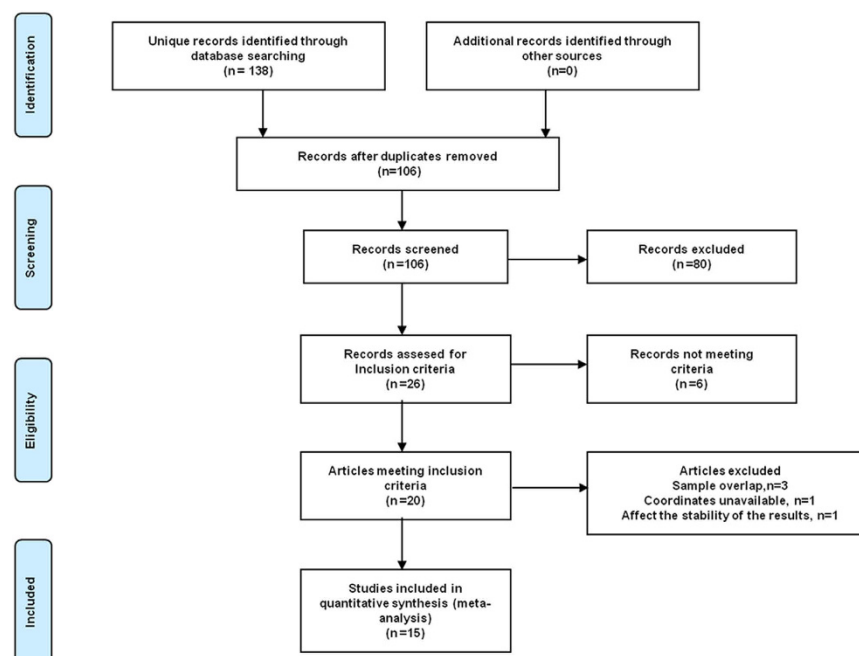 Identification
Unique records identified through
database searching
(n= 138)
Additional records identified through
other sources
(n=0)
Records after duplicates removed
(n=106)
Screening
Records screened
(n=106)
Records excluded
(n=80)
Eligibility
Records assesed for
Inclusion criteria
(n=26)
Records not meeting
criteria
(n=6)
Articles meeting inclusion
criteria
(n=20)
Articles excluded
Sample overlap,n=3
Coordinates unavailable, n=1
Affect the stability of the results, n=1
Included
Studies included in
quantitative synthesis (meta-
analysis)
(n=15)